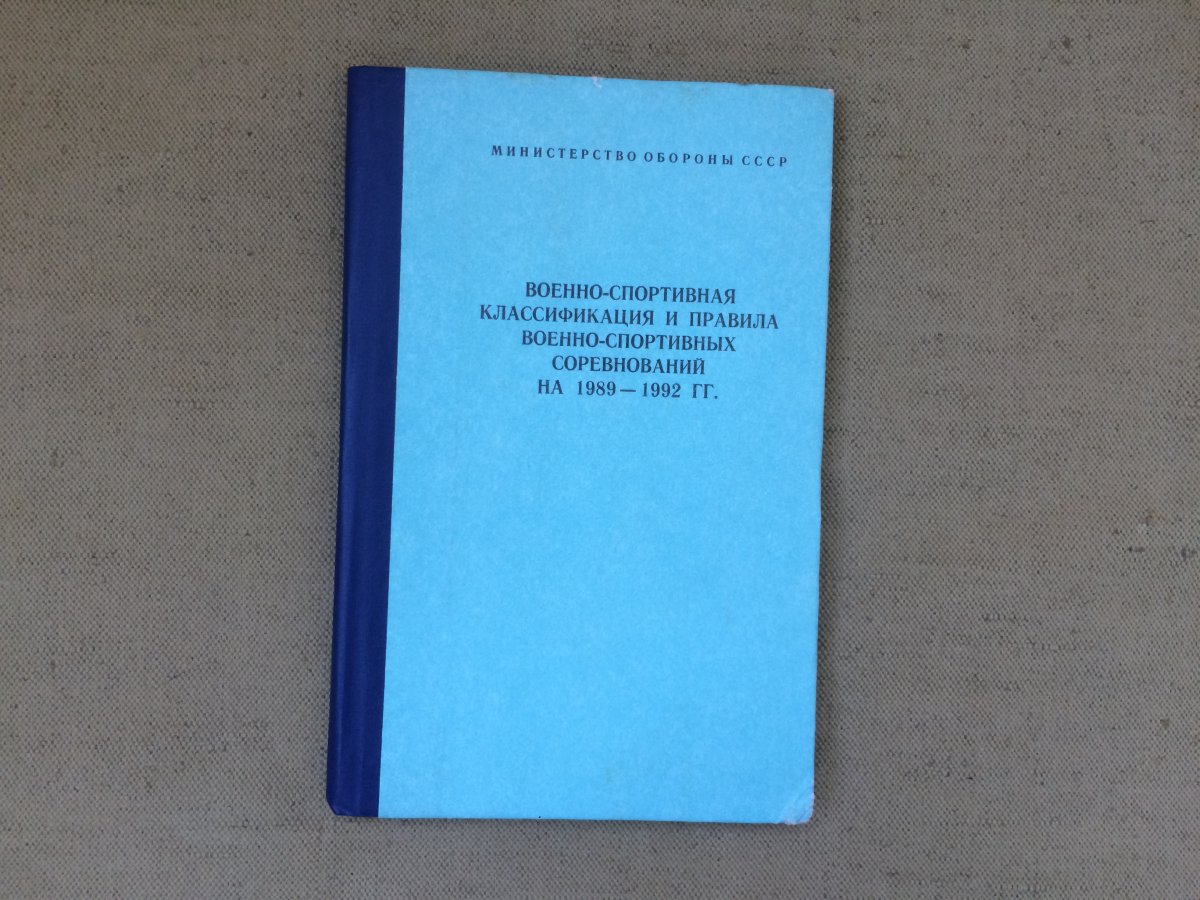 МИНИСТЕРСТВО ОБОРОНЫ СССР
ВОЕННО-СПОРТИВНАЯ
КЛАССИФИКАЦИЯ И ПРАВИЛА
ВОЕННО-СПОРТИВНЫХ
СОРЕВНОВАНИЙ
НА 1989—1992 ГГ.